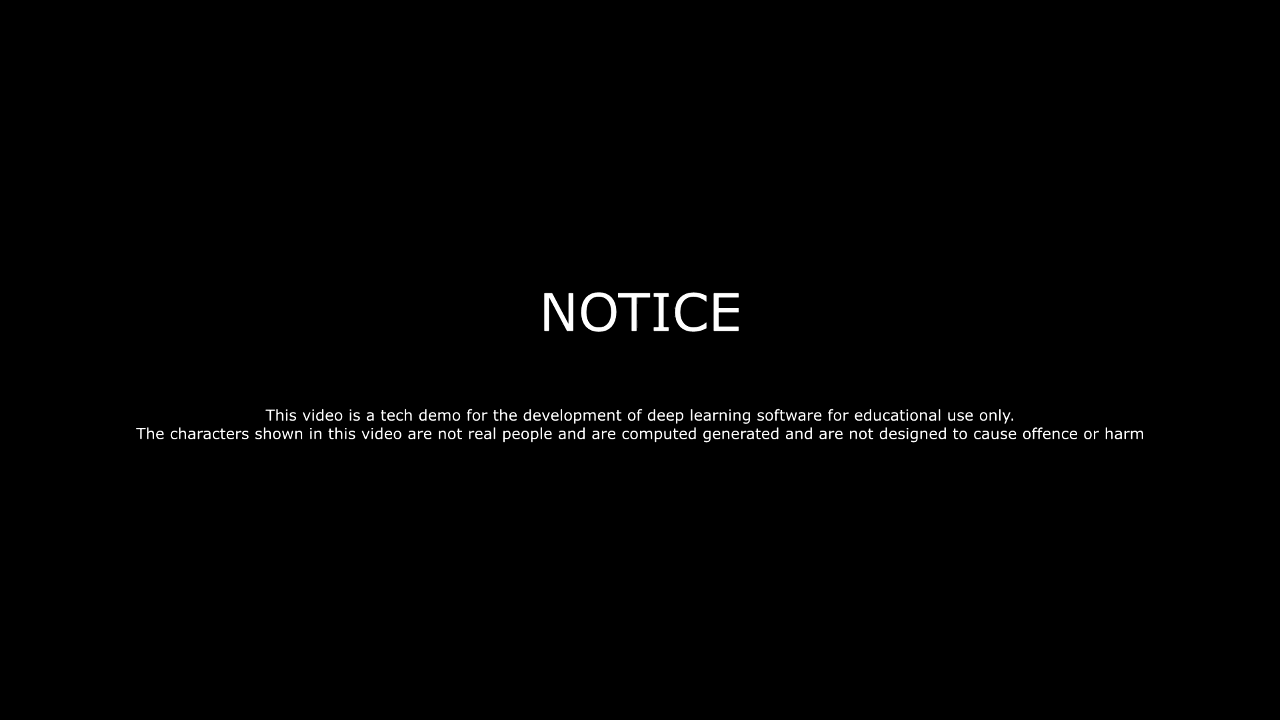 NOTICE
This video is a tech demo for the development of deep learning software for educational use only.
The characters shown in this video are not real people and are computed generated and are not designed to cause offence or harm